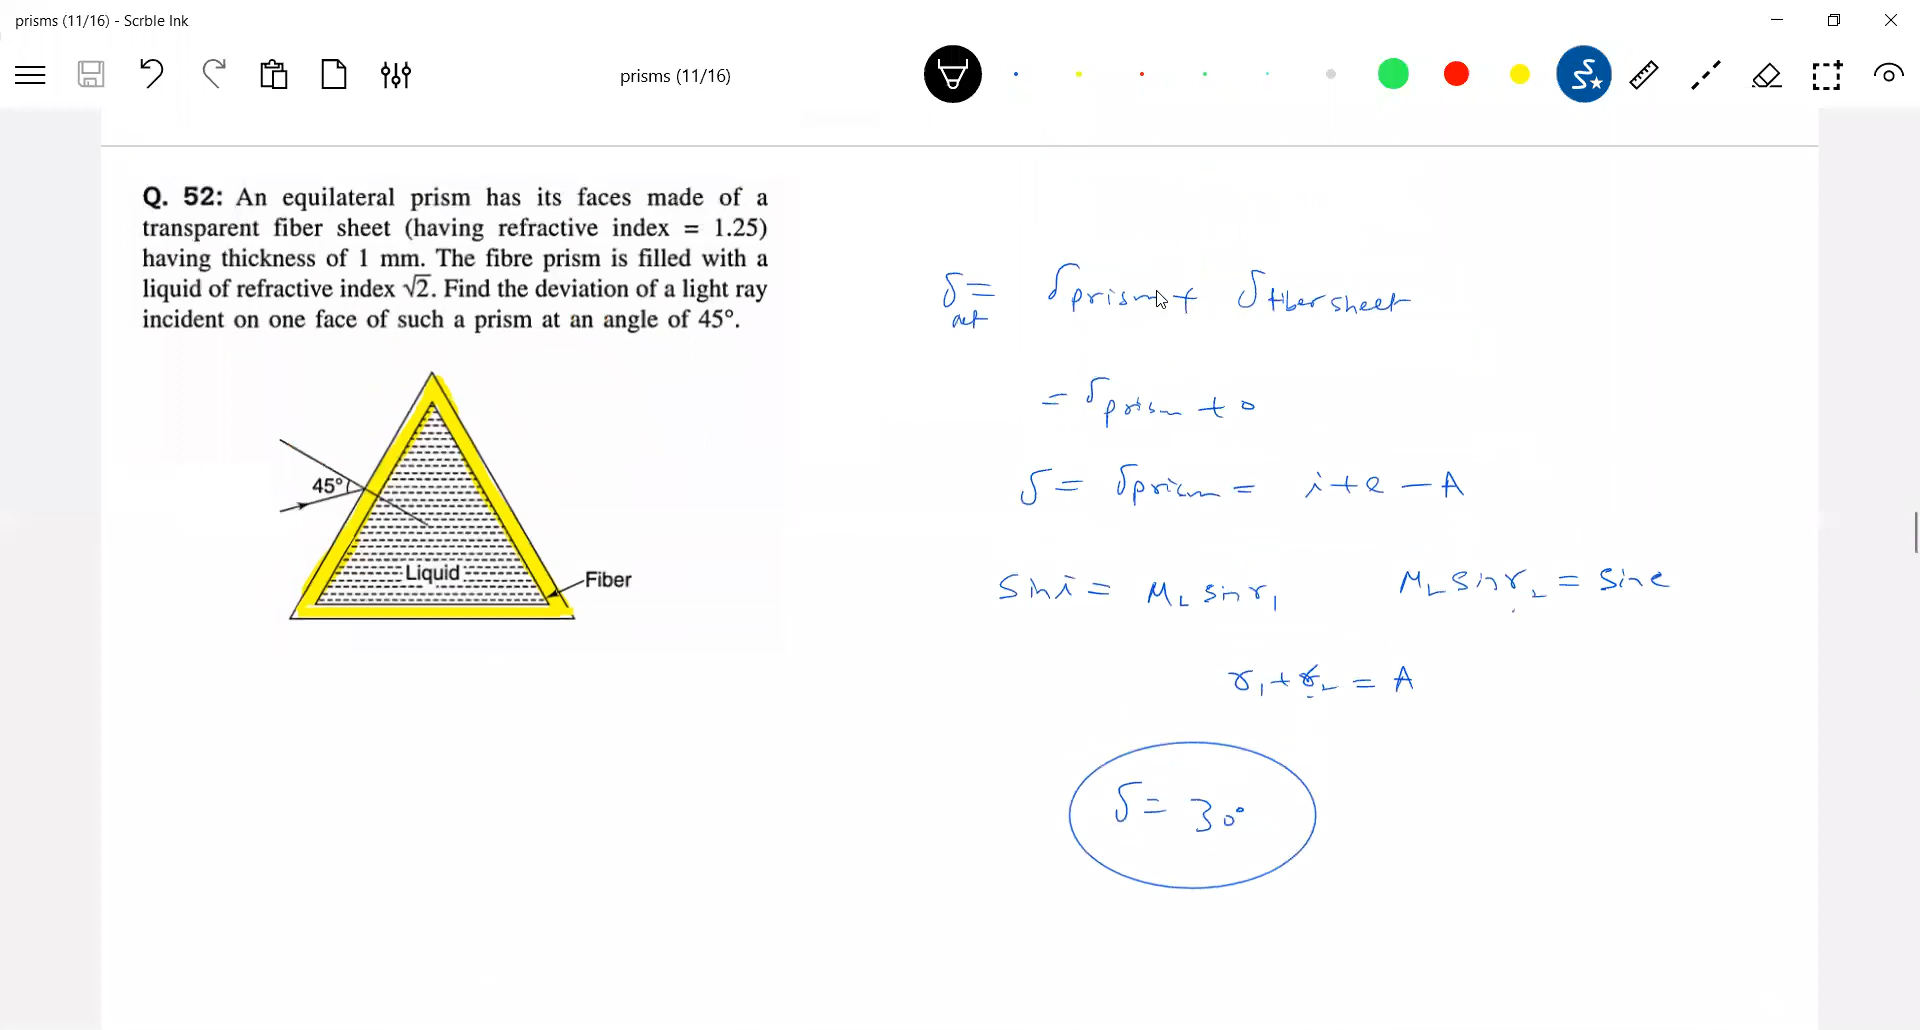 prisms (11/16) - Scrble Ink
prisms (11/16)
Q. 52: An equilateral prism has its faces made of a
transparent fiber sheet (having refractive index = 1.25)
having thickness of 1 mm. The fibre prism is filled with a
liquid of refractive index √2. Find the deviation of a light ray
incident on one face of such a prism at an angle of 45°.
45°
Liquid
Fiber
δnet = δprism + δfiber sheet
= δprism + 0
δ = δprism = i + e - A
sin i = μL sin r1
μL sin r2 = sin e
r1 + r2 = A
δ = 30°